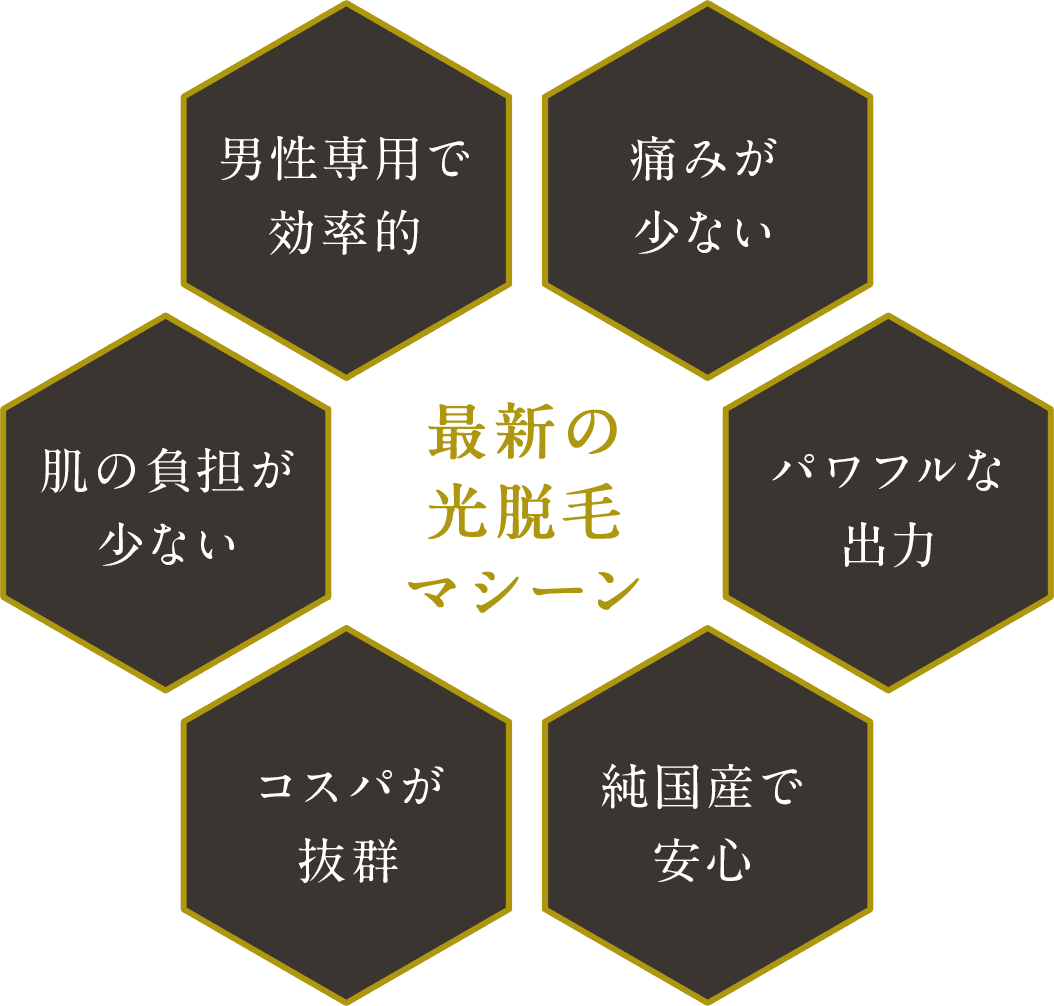 男性専用で
効率的
痛みが
少ない
肌の負担が
少ない
最新の
光脱毛
マシーン
パワフルな
出力
コスパが
抜群
純国産で
安心